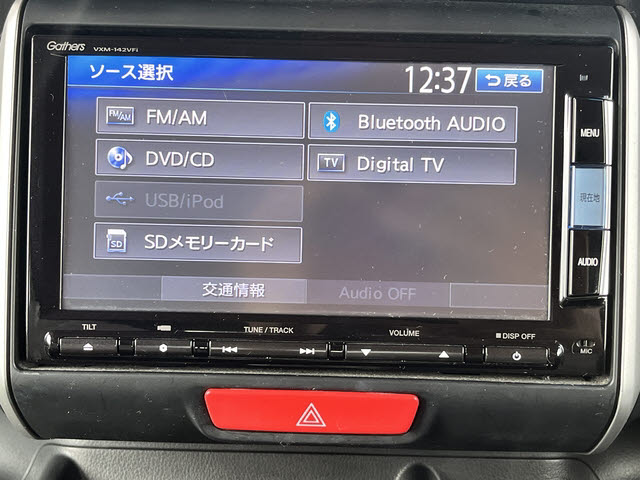 Gathers VXM-142VFi
ソース選択
12:37
戻る
FM/AM FM/AM
Bluetooth AUDIO
DVD/CD
TV Digital TV
USB/iPod
SD SDメモリーカード
交通情報
Audio OFF
MENU
現在地
AUDIO
TILT
TUNE / TRACK
VOLUME
DISP OFF
MIC